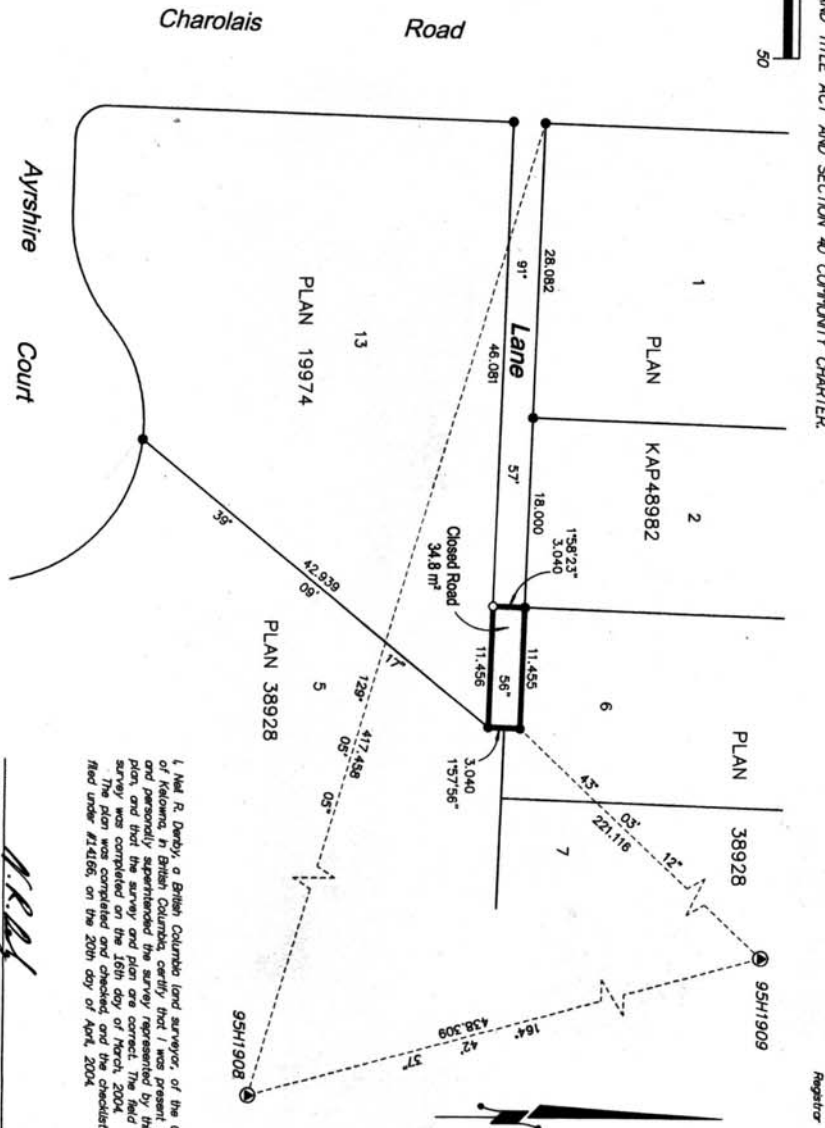 AND TITLE ACT AND SECTION 40 COMMUNITY CHARTER.
50
Registrar
Charolais Road
Ayrshire Court
1
PLAN
KAP48982
2
6
PLAN 38928
7
28.082
91°
Lane
46.081
57'
18.000
1°58'23"
3.040
Closed Road
34.8 m²
11.455
56"
11.456
3.040
1°57'56"
13
PLAN 19974
39°
42.939
09'
17"
5
PLAN 38928
129°
417.458
05'
05"
43°
03'
221.116
12"
95H1909
164°
438.309
42'
37"
95H1908
I, Neil R. Denby, a British Columbia land surveyor, of the
of Kelowna, in British Columbia, certify that I was present
and personally superintended the survey represented by
plan, and that the survey and plan are correct. The field
survey was completed on the 16th day of March, 2004.
The plan was completed and checked, and the checklist
filed under #14166, on the 20th day of April, 2004.